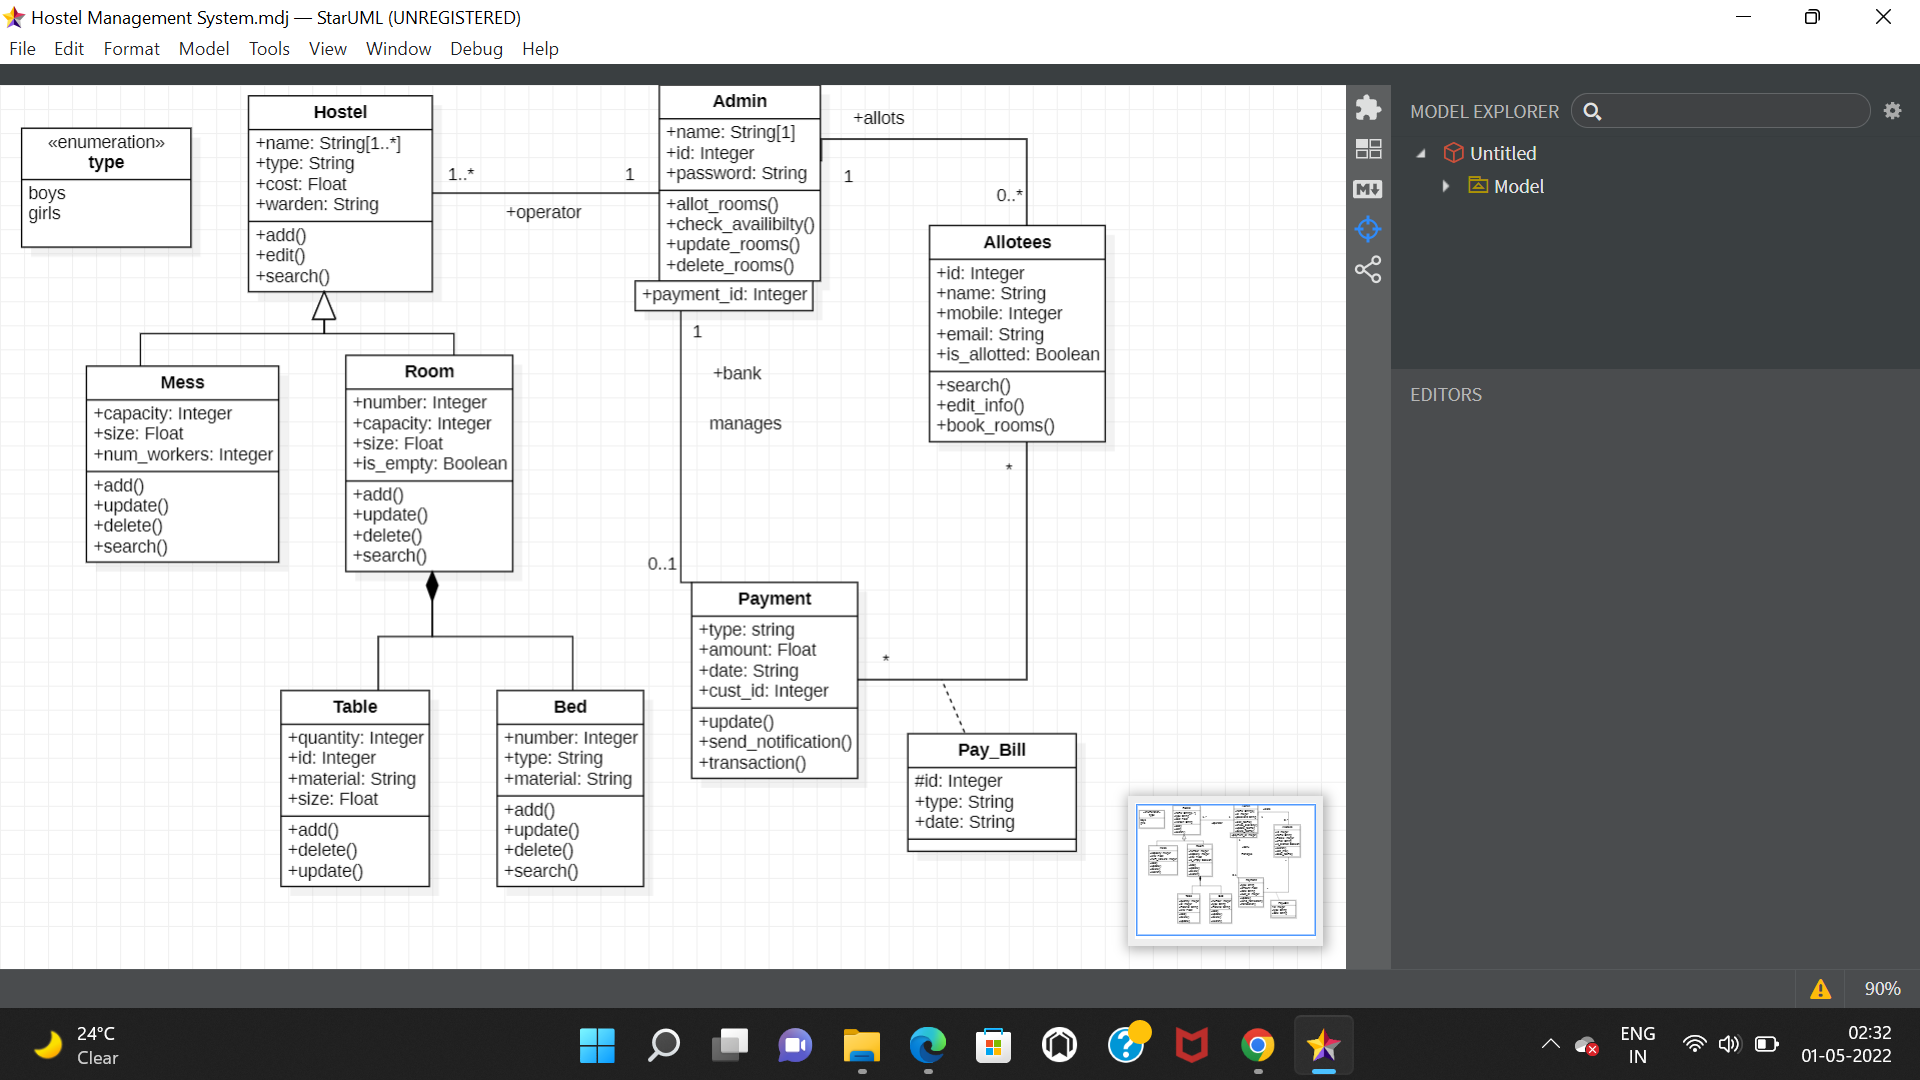 Hostel Management System.mdj — StarUML (UNREGISTERED)
File Edit Format Model Tools View Window Debug Help
«enumeration»
type
boys
girls
Hostel
+name: String[1..*]
+type: String
+cost: Float
+warden: String
+add()
+edit()
+search()
1..*
1
+operator
Admin
+name: String[1]
+id: Integer
+password: String
+allot_rooms()
+check_availibilty()
+update_rooms()
+delete_rooms()
+payment_id: Integer
+allots
1
0..*
Allotees
+id: Integer
+name: String
+mobile: Integer
+email: String
+is_allotted: Boolean
+search()
+edit_info()
+book_rooms()
*
1
+bank
manages
0..1
Mess
+capacity: Integer
+size: Float
+num_workers: Integer
+add()
+update()
+delete()
+search()
Room
+number: Integer
+capacity: Integer
+size: Float
+is_empty: Boolean
+add()
+update()
+delete()
+search()
Payment
+type: string
+amount: Float
+date: String
+cust_id: Integer
+update()
+send_notification()
+transaction()
*
Table
+quantity: Integer
+id: Integer
+material: String
+size: Float
+add()
+delete()
+update()
Bed
+number: Integer
+type: String
+material: String
+add()
+update()
+delete()
+search()
Pay_Bill
#id: Integer
+type: String
+date: String
MODEL EXPLORER
Untitled
Model
EDITORS
90%
24°C
Clear
ENG
IN
02:32
01-05-2022